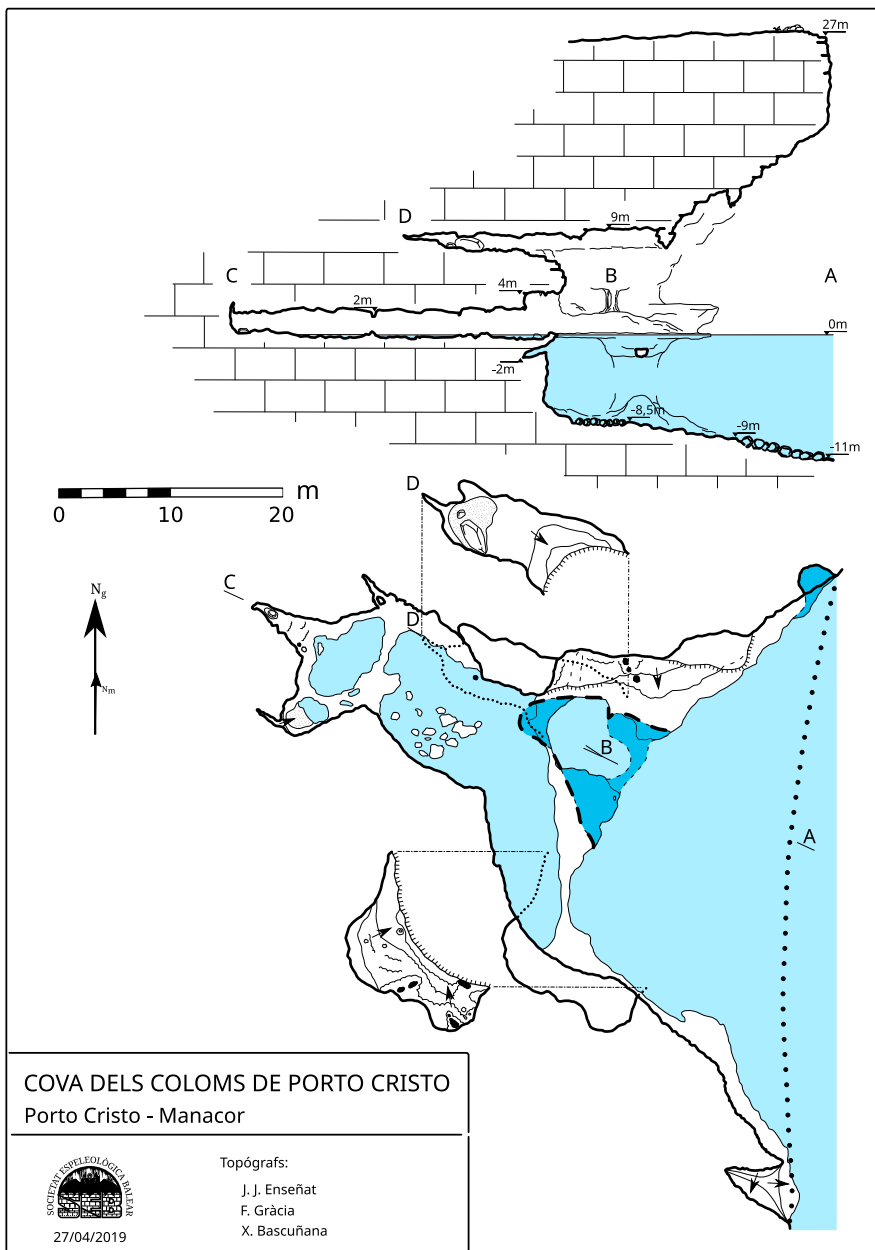 27m
D
9m
C
B
A
4m
2m
0m
-2m
-8,5m
-9m
-11m
D
m
0 10 20
C
Ng
D
Nm
B
A
COVA DELS COLOMS DE PORTO CRISTO
Porto Cristo - Manacor
SOCIETAT ESPELEOLÒGICA BALEAR
27/04/2019
Topógrafs:
J. J. Enseñat
F. Gràcia
X. Bascuñana